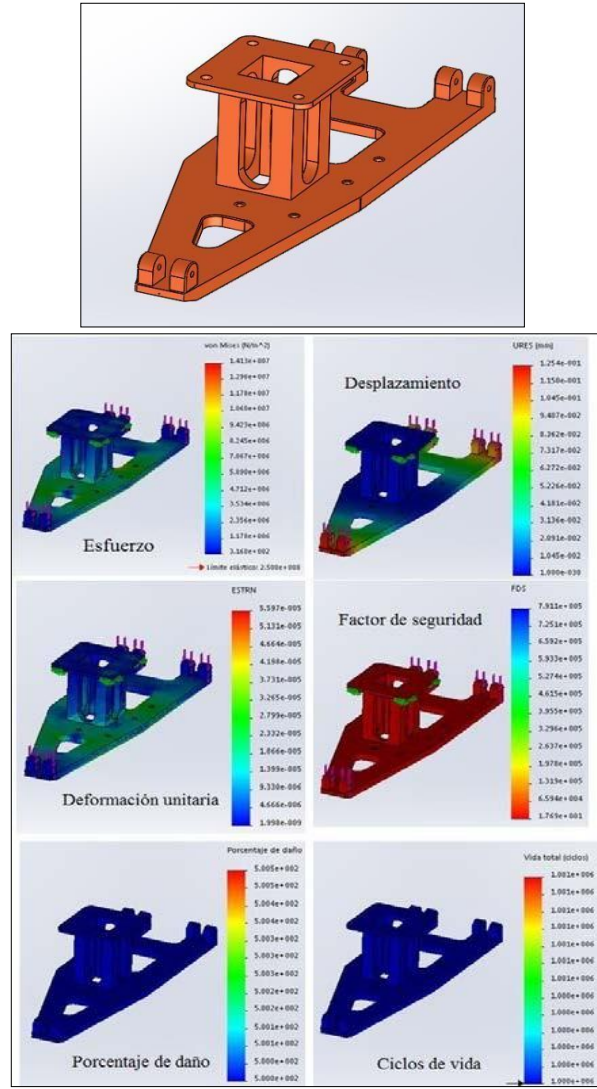 von Mises (N/m^2)
1.413e+007
1.296e+007
1.178e+007
1.060e+007
9.423e+006
8.245e+006
7.067e+006
5.890e+006
4.712e+006
3.534e+006
2.356e+006
1.178e+006
3.160e+002
Límite elástico: 2.500e+008
Esfuerzo
URES (mm)
1.254e-001
1.150e-001
1.045e-001
9.407e-002
8.362e-002
7.317e-002
6.272e-002
5.226e-002
4.181e-002
3.136e-002
2.091e-002
1.045e-002
1.000e-030
Desplazamiento
ESTRN
5.597e-005
5.131e-005
4.664e-005
4.198e-005
3.731e-005
3.265e-005
2.799e-005
2.332e-005
1.866e-005
1.399e-005
9.330e-006
4.666e-006
1.990e-009
Deformación unitaria
FDS
7.911e+005
7.251e+005
6.592e+005
5.933e+005
5.274e+005
4.615e+005
3.955e+005
3.296e+005
2.637e+005
1.978e+005
1.319e+005
6.594e+004
1.769e+001
Factor de seguridad
Porcentaje de daño
5.005e+002
5.005e+002
5.004e+002
5.004e+002
5.003e+002
5.003e+002
5.003e+002
5.002e+002
5.002e+002
5.001e+002
5.001e+002
5.000e+002
5.000e+002
Porcentaje de daño
Vida total (ciclos)
1.001e+006
1.001e+006
1.001e+006
1.001e+006
1.001e+006
1.001e+006
1.001e+006
1.000e+006
1.000e+006
1.000e+006
1.000e+006
1.000e+006
1.000e+006
Ciclos de vida